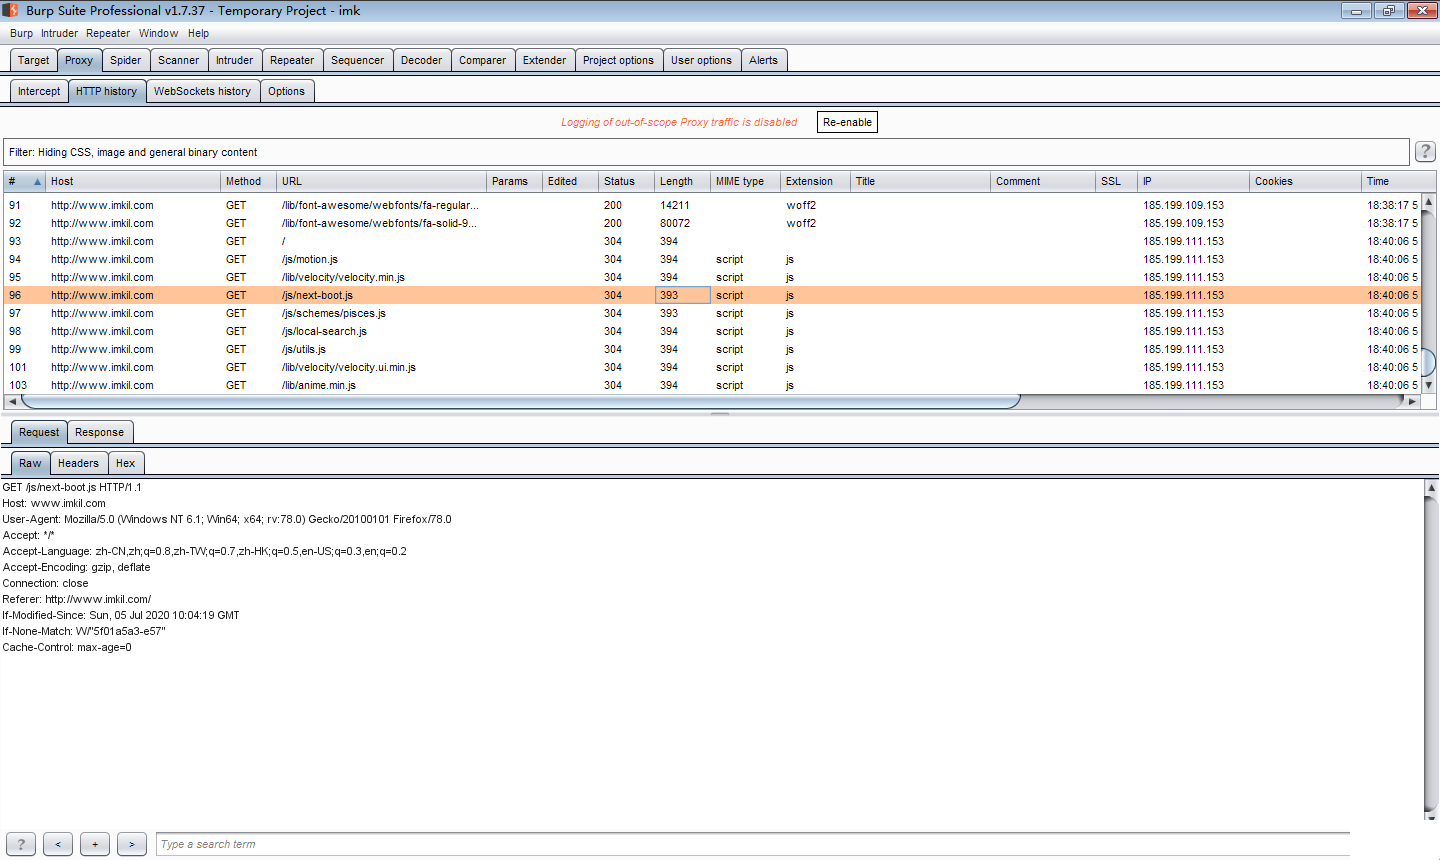 Burp Suite Professional v1.7.37 - Temporary Project - imk
Burp Intruder Repeater Window Help
Target Proxy Spider Scanner Intruder Repeater Sequencer Decoder Comparer Extender Project options User options Alerts
Intercept HTTP history WebSockets history Options
Logging of out-of-scope Proxy traffic is disabled Re-enable
Filter: Hiding CSS, image and general binary content ?
# Host Method URL Params Edited Status Length MIME type Extension Title Comment SSL IP Cookies Time
91 http://www.imkil.com GET /lib/font-awesome/webfonts/fa-regular... 200 14211 woff2 185.199.109.153 18:38:17 5
92 http://www.imkil.com GET /lib/font-awesome/webfonts/fa-solid-9... 200 80072 woff2 185.199.109.153 18:38:17 5
93 http://www.imkil.com GET / 304 394 185.199.111.153 18:40:06 5
94 http://www.imkil.com GET /js/motion.js 304 394 script js 185.199.111.153 18:40:06 5
95 http://www.imkil.com GET /lib/velocity/velocity.min.js 304 394 script js 185.199.111.153 18:40:06 5
96 http://www.imkil.com GET /js/next-boot.js 304 393 script js 185.199.111.153 18:40:06 5
97 http://www.imkil.com GET /js/schemes/pisces.js 304 393 script js 185.199.111.153 18:40:06 5
98 http://www.imkil.com GET /js/local-search.js 304 394 script js 185.199.111.153 18:40:06 5
99 http://www.imkil.com GET /js/utils.js 304 394 script js 185.199.111.153 18:40:06 5
101 http://www.imkil.com GET /lib/velocity/velocity.ui.min.js 304 394 script js 185.199.111.153 18:40:06 5
103 http://www.imkil.com GET /lib/anime.min.js 304 394 script js 185.199.111.153 18:40:06 5
Request Response
Raw Headers Hex
GET /js/next-boot.js HTTP/1.1
Host: www.imkil.com
User-Agent: Mozilla/5.0 (Windows NT 6.1; Win64; x64; rv:78.0) Gecko/20100101 Firefox/78.0
Accept: */*
Accept-Language: zh-CN,zh;q=0.8,zh-TW;q=0.7,zh-HK;q=0.5,en-US;q=0.3,en;q=0.2
Accept-Encoding: gzip, deflate
Connection: close
Referer: http://www.imkil.com/
If-Modified-Since: Sun, 05 Jul 2020 10:04:19 GMT
If-None-Match: W/"5f01a5a3-e57"
Cache-Control: max-age=0
? < + > Type a search term